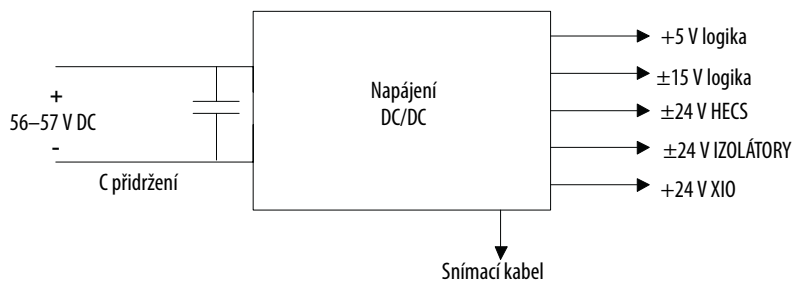 +
56–57 V DC
-
C přidržení
Napájení
DC/DC
+5 V logika
±15 V logika
±24 V HECS
±24 V IZOLÁTORY
+24 V XIO
Snímací kabel